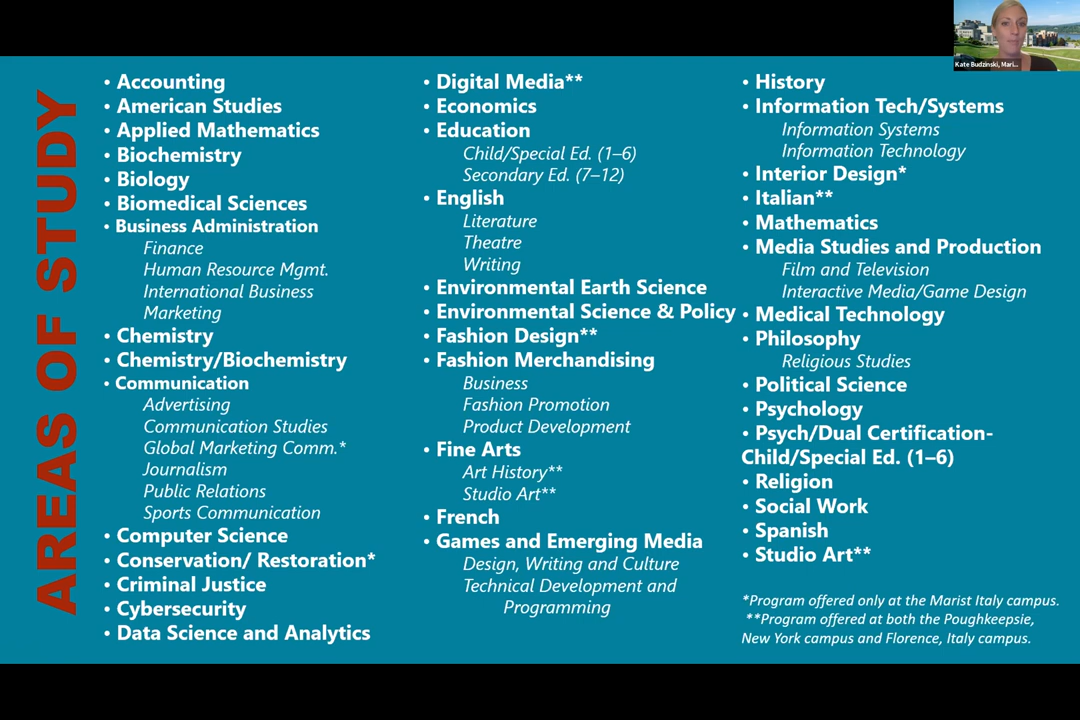 Kate Budzinski, Mari...
AREAS OF STUDY
• Accounting
• American Studies
• Applied Mathematics
• Biochemistry
• Biology
• Biomedical Sciences
• Business Administration
Finance
Human Resource Mgmt.
International Business
Marketing
• Chemistry
• Chemistry/Biochemistry
• Communication
Advertising
Communication Studies
Global Marketing Comm.*
Journalism
Public Relations
Sports Communication
• Computer Science
• Conservation/ Restoration*
• Criminal Justice
• Cybersecurity
• Data Science and Analytics
• Digital Media**
• Economics
• Education
Child/Special Ed. (1–6)
Secondary Ed. (7–12)
• English
Literature
Theatre
Writing
• Environmental Earth Science
• Environmental Science & Policy
• Fashion Design**
• Fashion Merchandising
Business
Fashion Promotion
Product Development
• Fine Arts
Art History**
Studio Art**
• French
• Games and Emerging Media
Design, Writing and Culture
Technical Development and
Programming
• History
• Information Tech/Systems
Information Systems
Information Technology
• Interior Design*
• Italian**
• Mathematics
• Media Studies and Production
Film and Television
Interactive Media/Game Design
• Medical Technology
• Philosophy
Religious Studies
• Political Science
• Psychology
• Psych/Dual Certification-
Child/Special Ed. (1–6)
• Religion
• Social Work
• Spanish
• Studio Art**
*Program offered only at the Marist Italy campus.
**Program offered at both the Poughkeepsie,
New York campus and Florence, Italy campus.